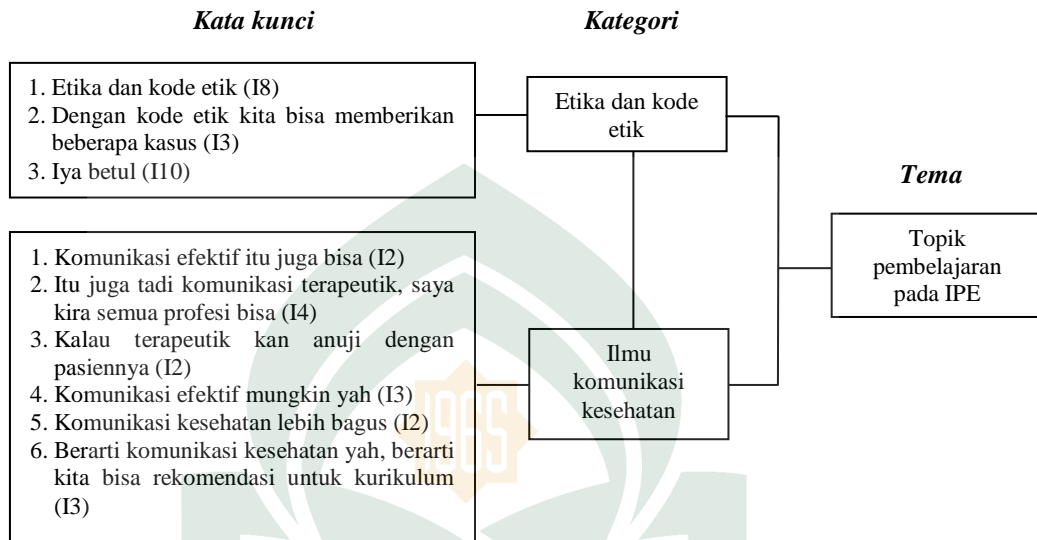 Kata kunci
Kategori
1. Etika dan kode etik (I8)
2. Dengan kode etik kita bisa memberikan
beberapa kasus (I3)
3. Iya betul (I10)
Etika dan kode
etik
Tema
1. Komunikasi efektif itu juga bisa (I2)
2. Itu juga tadi komunikasi terapeutik, saya
kira semua profesi bisa (I4)
3. Kalau terapeutik kan anuji dengan
pasiennya (I2)
4. Komunikasi efektif mungkin yah (I3)
5. Komunikasi kesehatan lebih bagus (I2)
6. Berarti komunikasi kesehatan yah, berarti
kita bisa rekomendasi untuk kurikulum
(I3)
Ilmu
komunikasi
kesehatan
Topik
pembelajaran
pada IPE
1965